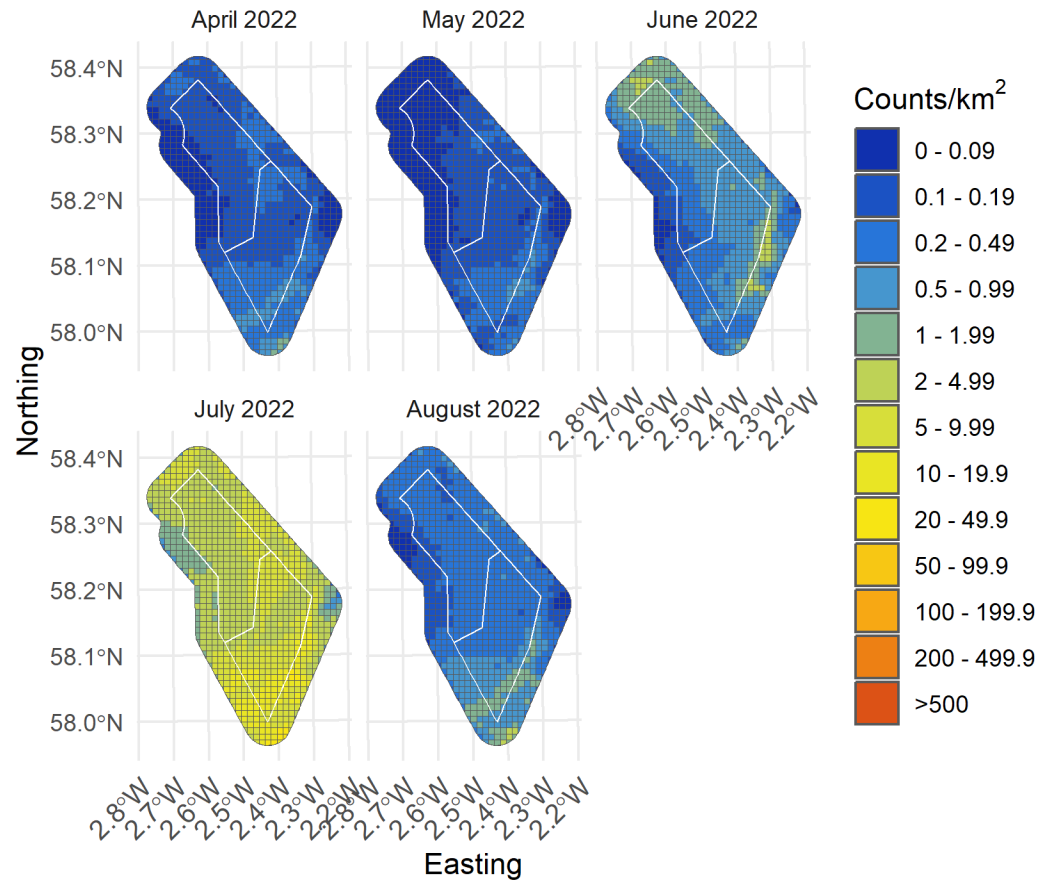 April 2022
May 2022
June 2022
58.4°N
58.3°N
58.2°N
58.1°N
58.0°N
2.8°W
2.7°W
2.6°W
2.5°W
2.4°W
2.3°W
2.2°W
July 2022
August 2022
58.4°N
58.3°N
58.2°N
58.1°N
58.0°N
2.8°W
2.7°W
2.6°W
2.5°W
2.4°W
2.3°W
2.2°W
2.8°W
2.7°W
2.6°W
2.5°W
2.4°W
2.3°W
2.2°W
Northing
Easting
Counts/km²
0 - 0.09
0.1 - 0.19
0.2 - 0.49
0.5 - 0.99
1 - 1.99
2 - 4.99
5 - 9.99
10 - 19.9
20 - 49.9
50 - 99.9
100 - 199.9
200 - 499.9
>500